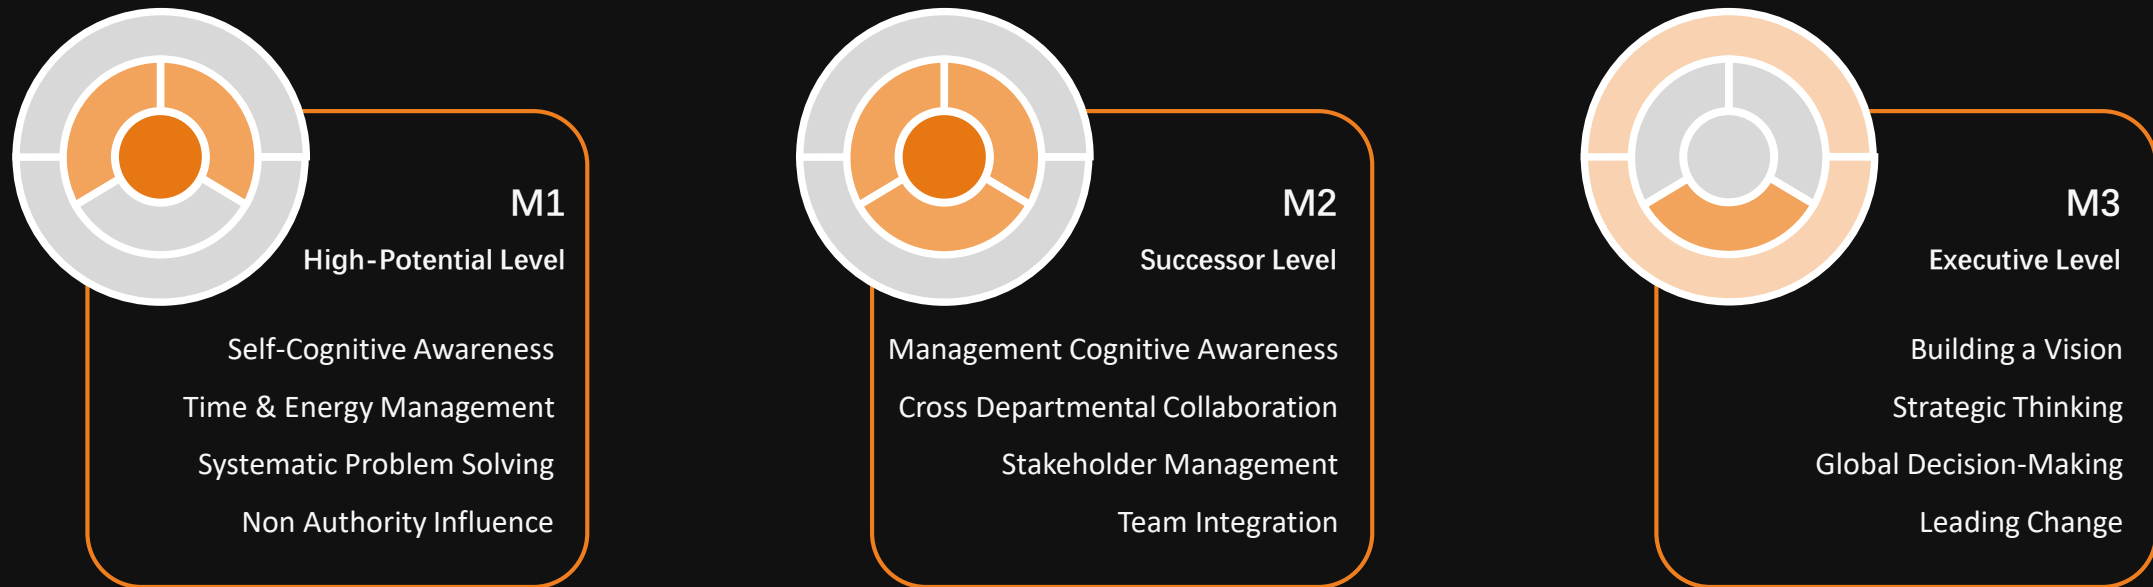 M1
High-Potential Level
Self-Cognitive Awareness
Time & Energy Management
Systematic Problem Solving
Non Authority Influence
M2
Successor Level
Management Cognitive Awareness
Cross Departmental Collaboration
Stakeholder Management
Team Integration
M3
Executive Level
Building a Vision
Strategic Thinking
Global Decision-Making
Leading Change